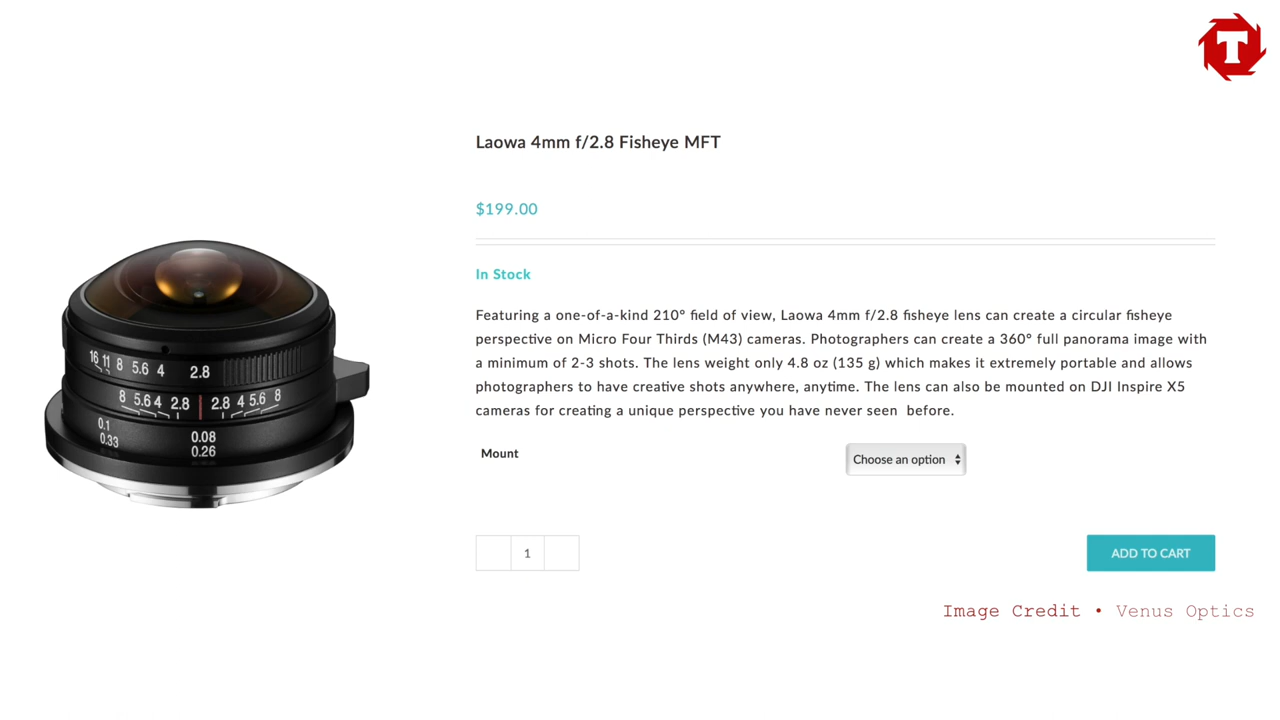 T
Laowa 4mm f/2.8 Fisheye MFT
$199.00
In Stock
Featuring a one-of-a-kind 210º field of view, Laowa 4mm f/2.8 fisheye lens can create a circular fisheye
perspective on Micro Four Thirds (M43) cameras. Photographers can create a 360º full panorama image with
a minimum of 2-3 shots. The lens weight only 4.8 oz (135 g) which makes it extremely portable and allows
photographers to have creative shots anywhere, anytime. The lens can also be mounted on DJI Inspire X5
cameras for creating a unique perspective you have never seen before.
16 11 8 5.6 4 2.8
8 5.6 4 2.8 2.8 4 5.6 8
0.1 0.08
0.33 0.26
Mount
Choose an option
1
ADD TO CART
Image Credit • Venus Optics